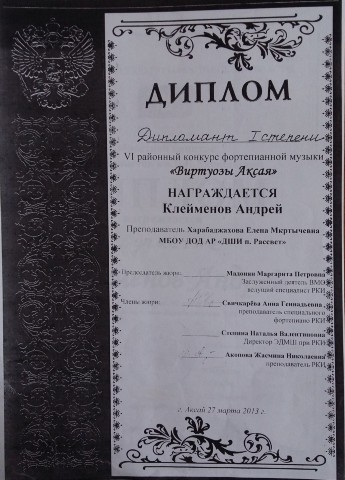 ДИПЛОМ
Дипломант I степени
VI районный конкурс фортепианной музыки
«Виртуозы Аксая»
НАГРАЖДАЕТСЯ
Клейменов Андрей
Преподаватель Харабаджахова Елена Мкртычевна
МБОУ ДОД АР «ДШИ п. Рассвет»
Председатель жюри: Мадоян Маргарита Петровна
Заслуженный деятель ВМО
ведущий специалист РКИ
Члены жюри: Свичкарёва Анна Геннадьевна
преподаватель специального
фортепиано РКИ
Степина Наталья Валентиновна
Директор ЭДМШ при РКИ
Акопова Жасмина Николаевна
преподаватель РКИ
г. Аксай 27 марта 2013 г.